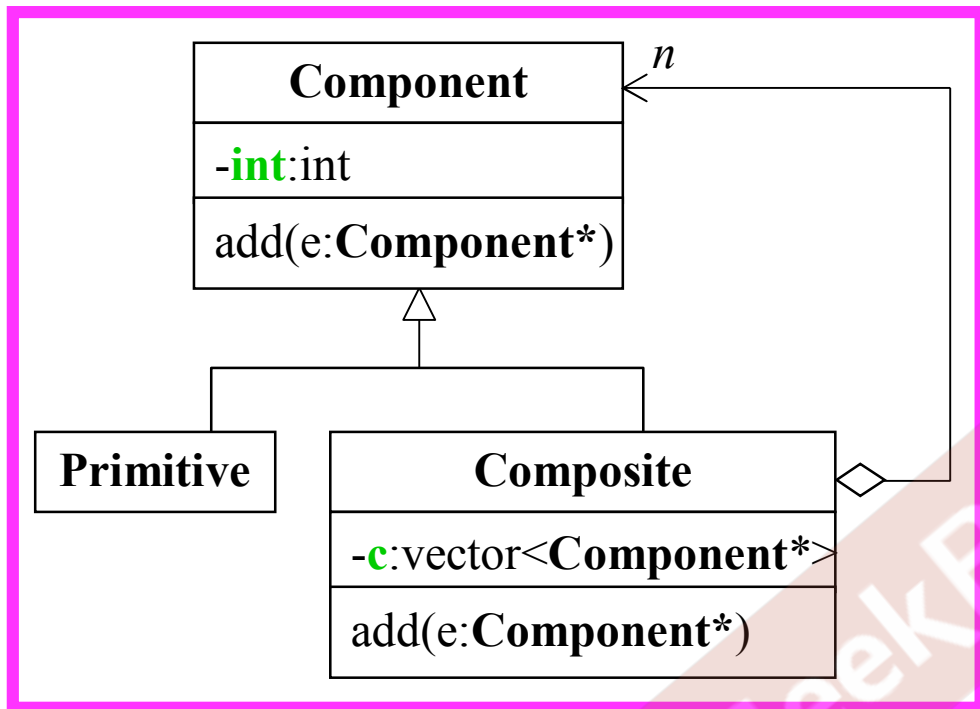 n
Component
-int:int
add(e:Component*)
Primitive
Composite
-c:vector<Component*>
add(e:Component*)